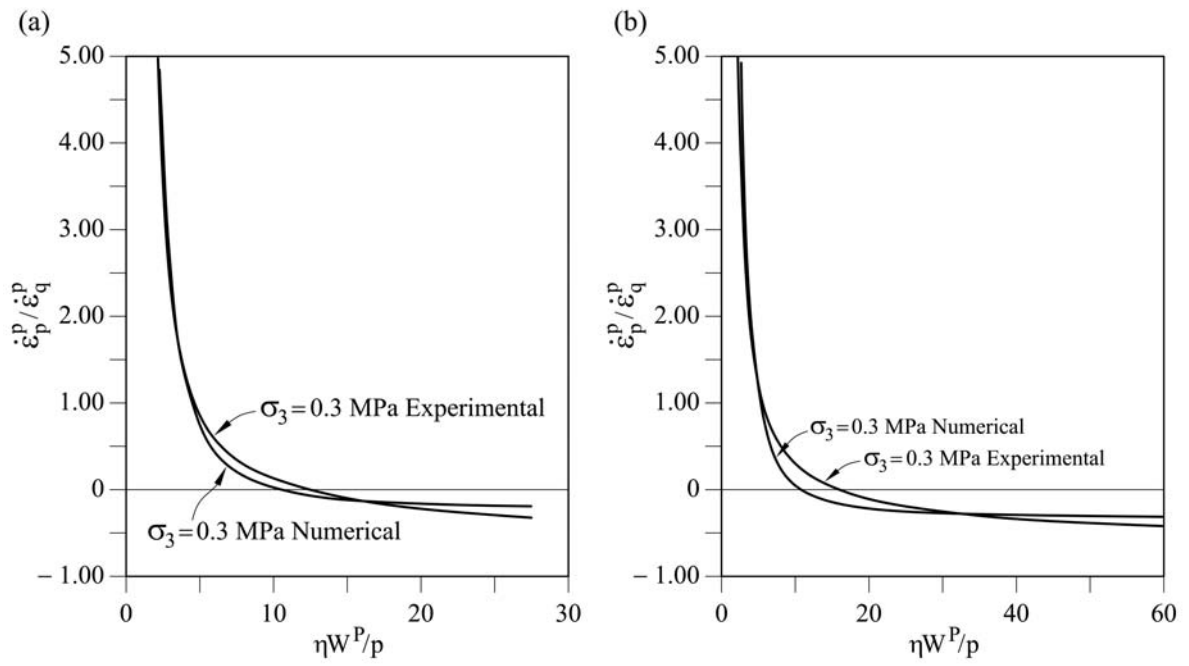 (a)
5.00
4.00
3.00
2.00
1.00
0
– 1.00
ε̇ₚᵖ / ε̇qᵖ
σ₃ = 0.3 MPa Experimental
σ₃ = 0.3 MPa Numerical
0 10 20 30
ηWᴾ/p
(b)
5.00
4.00
3.00
2.00
1.00
0
– 1.00
ε̇ₚᵖ / ε̇qᵖ
σ₃ = 0.3 MPa Numerical
σ₃ = 0.3 MPa Experimental
0 20 40 60
ηWᴾ/p